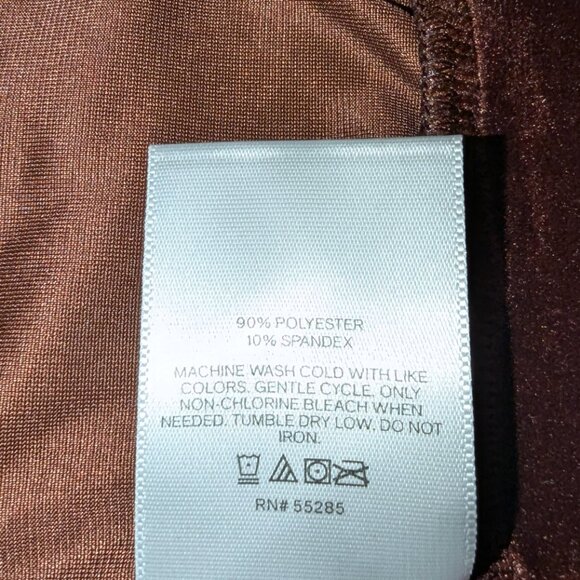 90% POLYESTER
10% SPANDEX
MACHINE WASH COLD WITH LIKE
COLORS. GENTLE CYCLE. ONLY
NON-CHLORINE BLEACH WHEN
NEEDED. TUMBLE DRY LOW. DO NOT
IRON.
RN# 55285